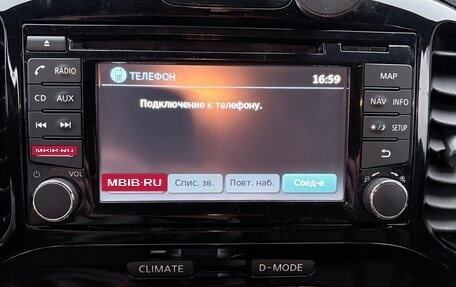 ТЕЛЕФОН 16:59
RADIO
MAP
Подключение к телефону.
CD AUX
NAV INFO
SETUP
MBIB.RU
MBIB·RU Спис. зв. Повт. наб. Соед-е
VOL
CLIMATE D-MODE